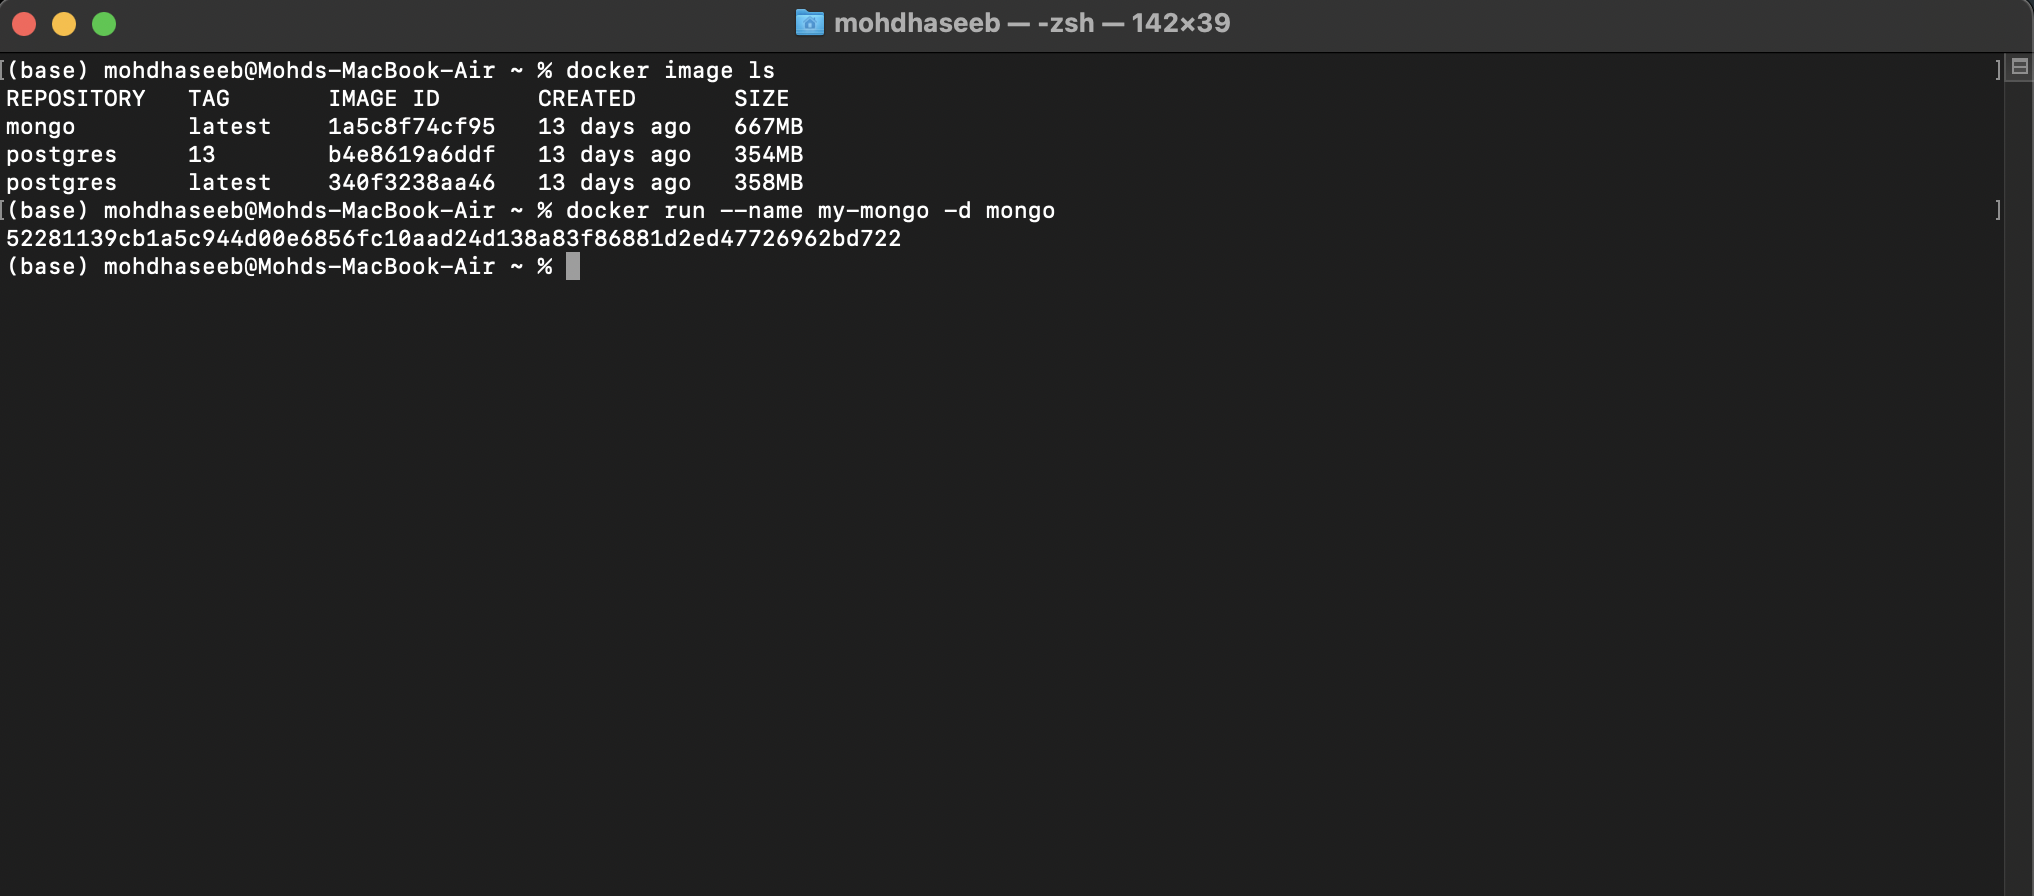 mohdhaseeb — -zsh — 142×39
(base) mohdhaseeb@Mohds-MacBook-Air ~ % docker image ls
REPOSITORY   TAG       IMAGE ID       CREATED       SIZE
mongo        latest    1a5c8f74cf95   13 days ago   667MB
postgres     13        b4e8619a6ddf   13 days ago   354MB
postgres     latest    340f3238aa46   13 days ago   358MB
(base) mohdhaseeb@Mohds-MacBook-Air ~ % docker run --name my-mongo -d mongo
52281139cb1a5c944d00e6856fc10aad24d138a83f86881d2ed47726962bd722
(base) mohdhaseeb@Mohds-MacBook-Air ~ %